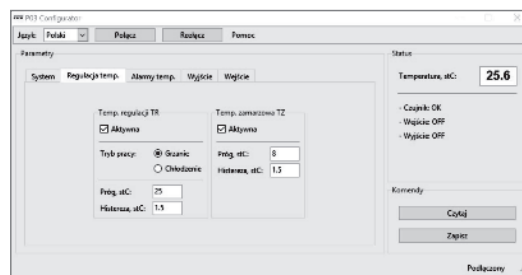 P03 Configurator
Język: Polski Połącz Rozłącz Pomoc
Parametry
System Regulacja temp. Alarmy temp. Wyjście Wejście
Temp. regulacji TR
Aktywna
Tryb pracy: Grzanie
Chłodzenie
Próg, stC: 25
Histereza, stC: 1.5
Temp. zamarzania TZ
Aktywna
Próg, stC: 8
Histereza, stC: 1.5
Status
Temperatura, stC: 25.6
- Czujnik: OK
- Wejście: OFF
- Wyjście: OFF
Komendy
Czytaj
Zapisz
Podłączony